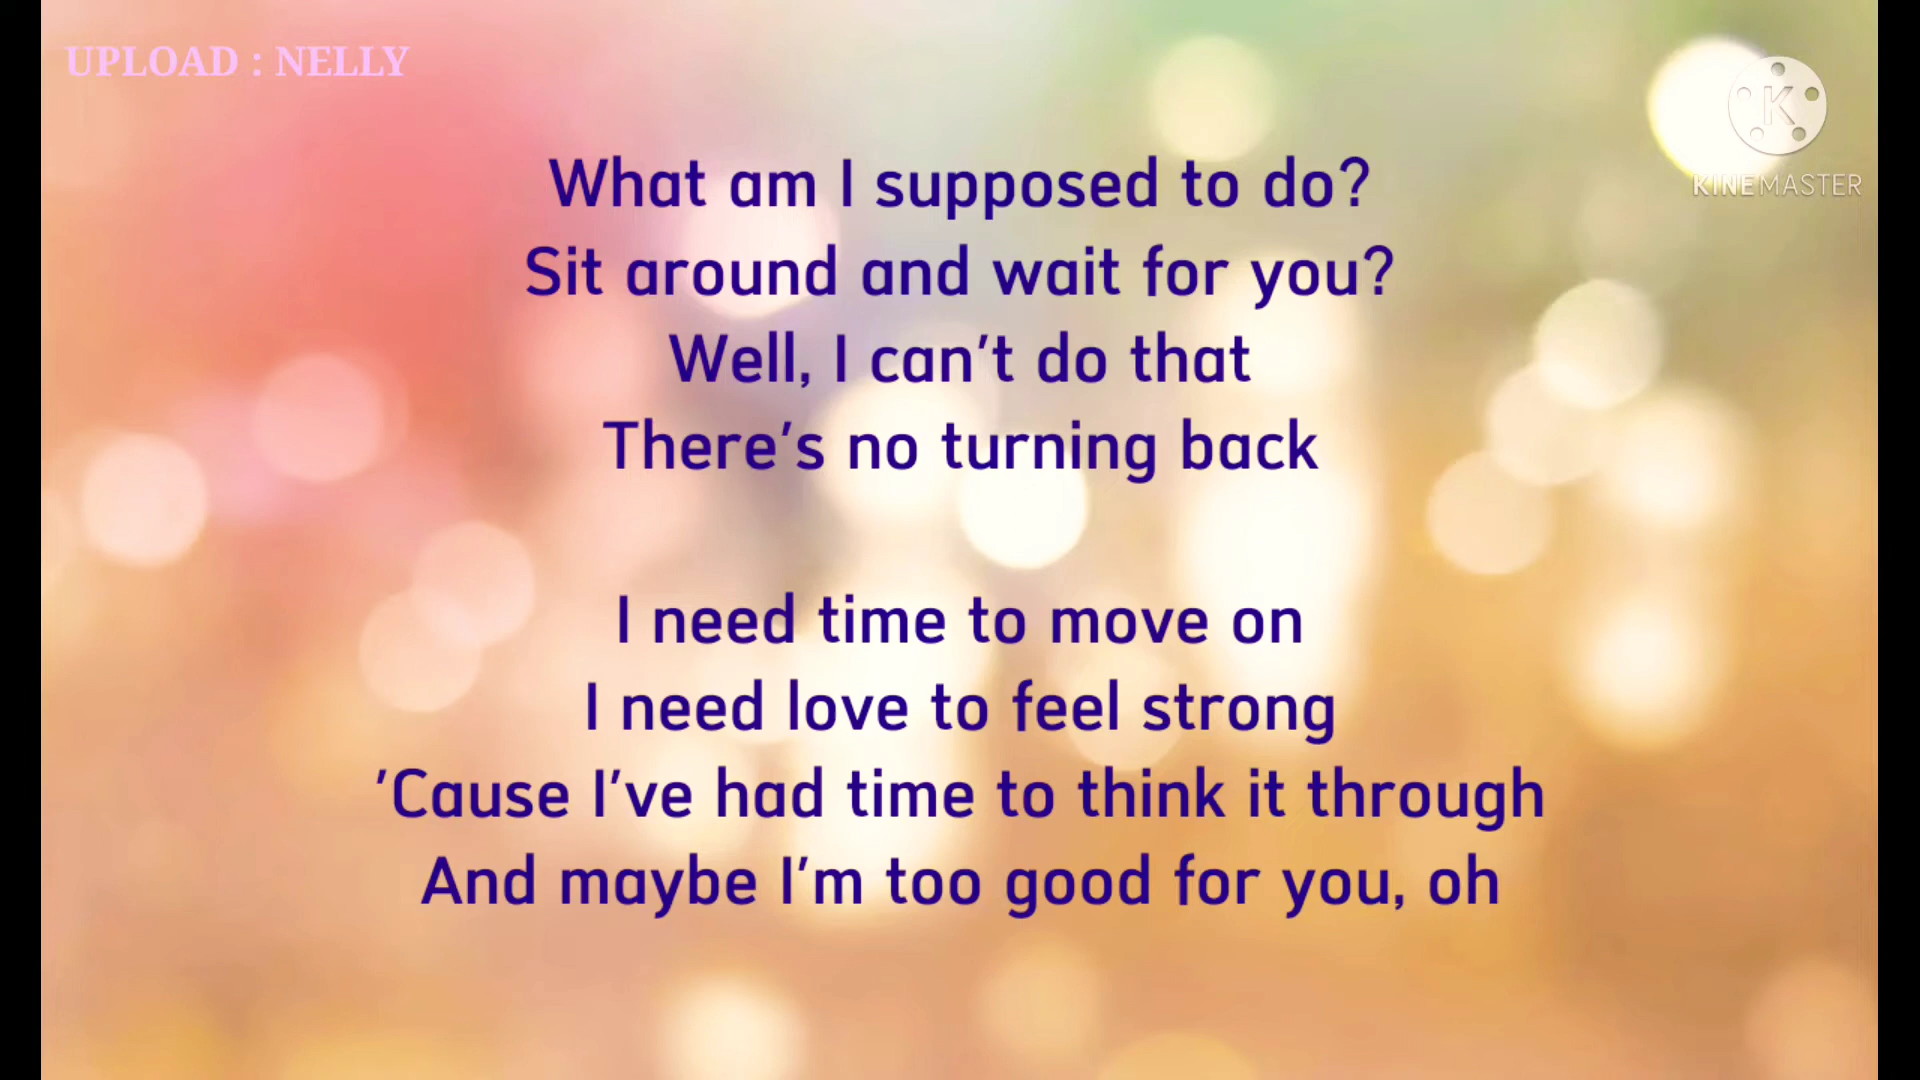 UPLOAD : NELLY
KINEMASTER
What am I supposed to do?
Sit around and wait for you?
Well, I can't do that
There's no turning back
I need time to move on
I need love to feel strong
'Cause I've had time to think it through
And maybe I'm too good for you, oh